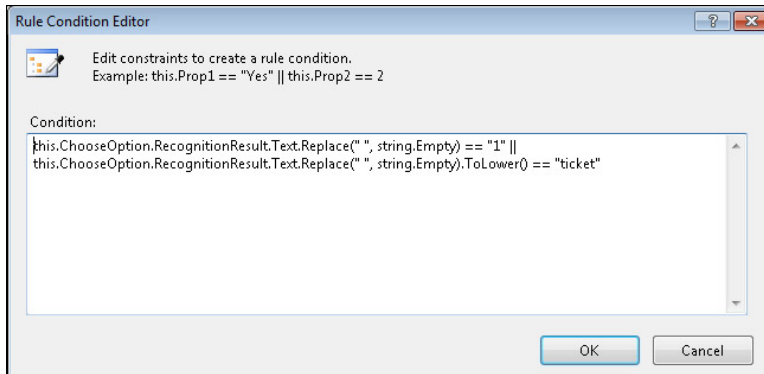 Rule Condition Editor
Edit constraints to create a rule condition.
Example: this.Prop1 == "Yes" || this.Prop2 == 2
Condition:
this.ChooseOption.RecognitionResult.Text.Replace(" ", string.Empty) == "1" ||
this.ChooseOption.RecognitionResult.Text.Replace(" ", string.Empty).ToLower() == "ticket"
OK Cancel